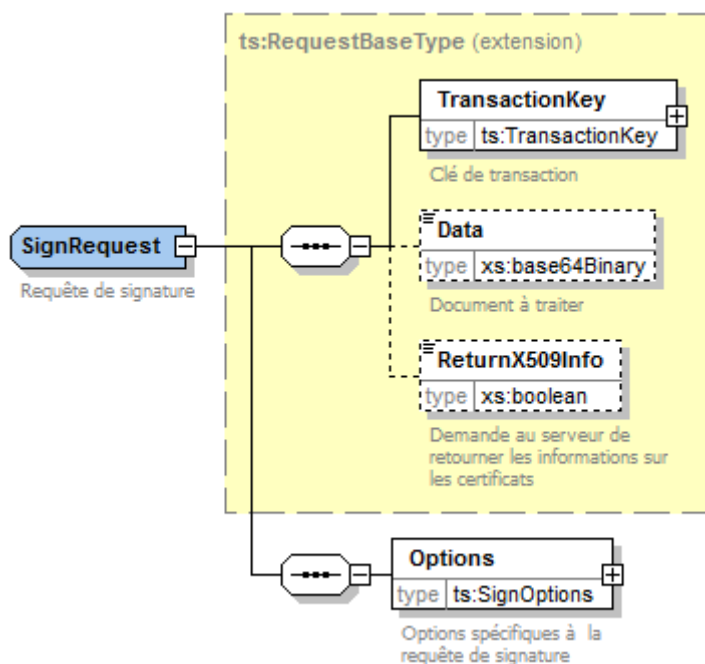 ts:RequestBaseType (extension)
TransactionKey
type ts:TransactionKey
Clé de transaction
SignRequest
Requête de signature
Data
type xs:base64Binary
Document à traiter
ReturnX509Info
type xs:boolean
Demande au serveur de
retourner les informations sur
les certificats
Options
type ts:SignOptions
Options spécifiques à la
requête de signature